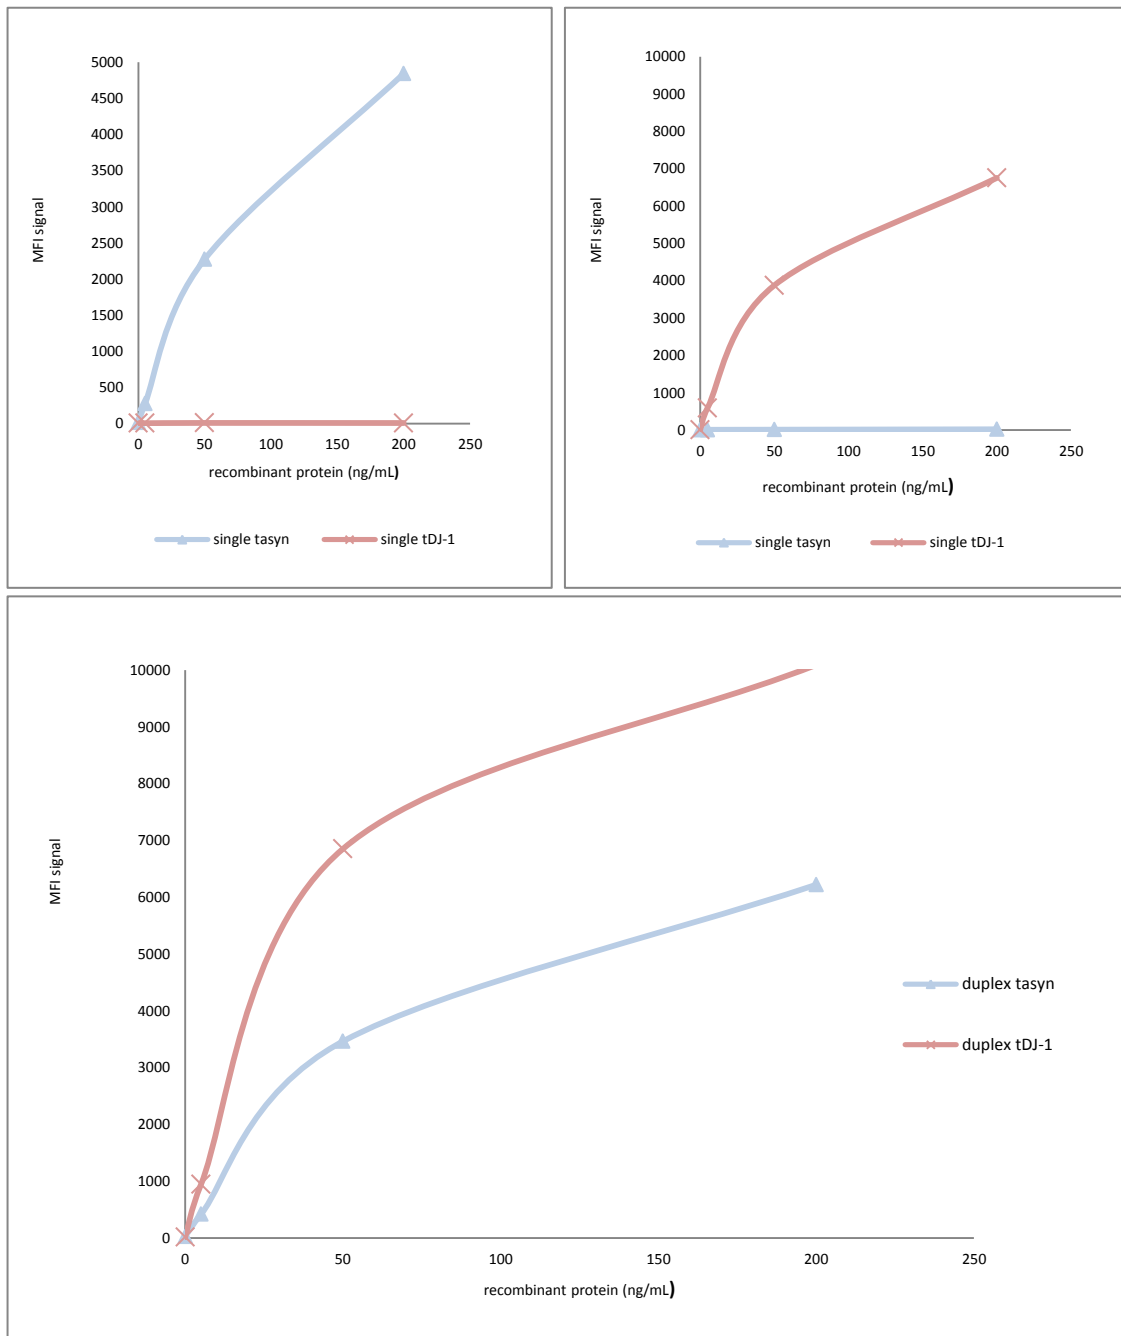 5000
4500
4000
3500
3000
2500
2000
1500
1000
500
0
MFI signal
0 50 100 150 200 250
recombinant protein (ng/mL)
single tasyn single tDJ-1
10000
9000
8000
7000
6000
5000
4000
3000
2000
1000
0
MFI signal
0 50 100 150 200 250
recombinant protein (ng/mL)
single tasyn single tDJ-1
10000
9000
8000
7000
6000
5000
4000
3000
2000
1000
0
MFI signal
0 50 100 150 200 250
recombinant protein (ng/mL)
duplex tasyn
duplex tDJ-1